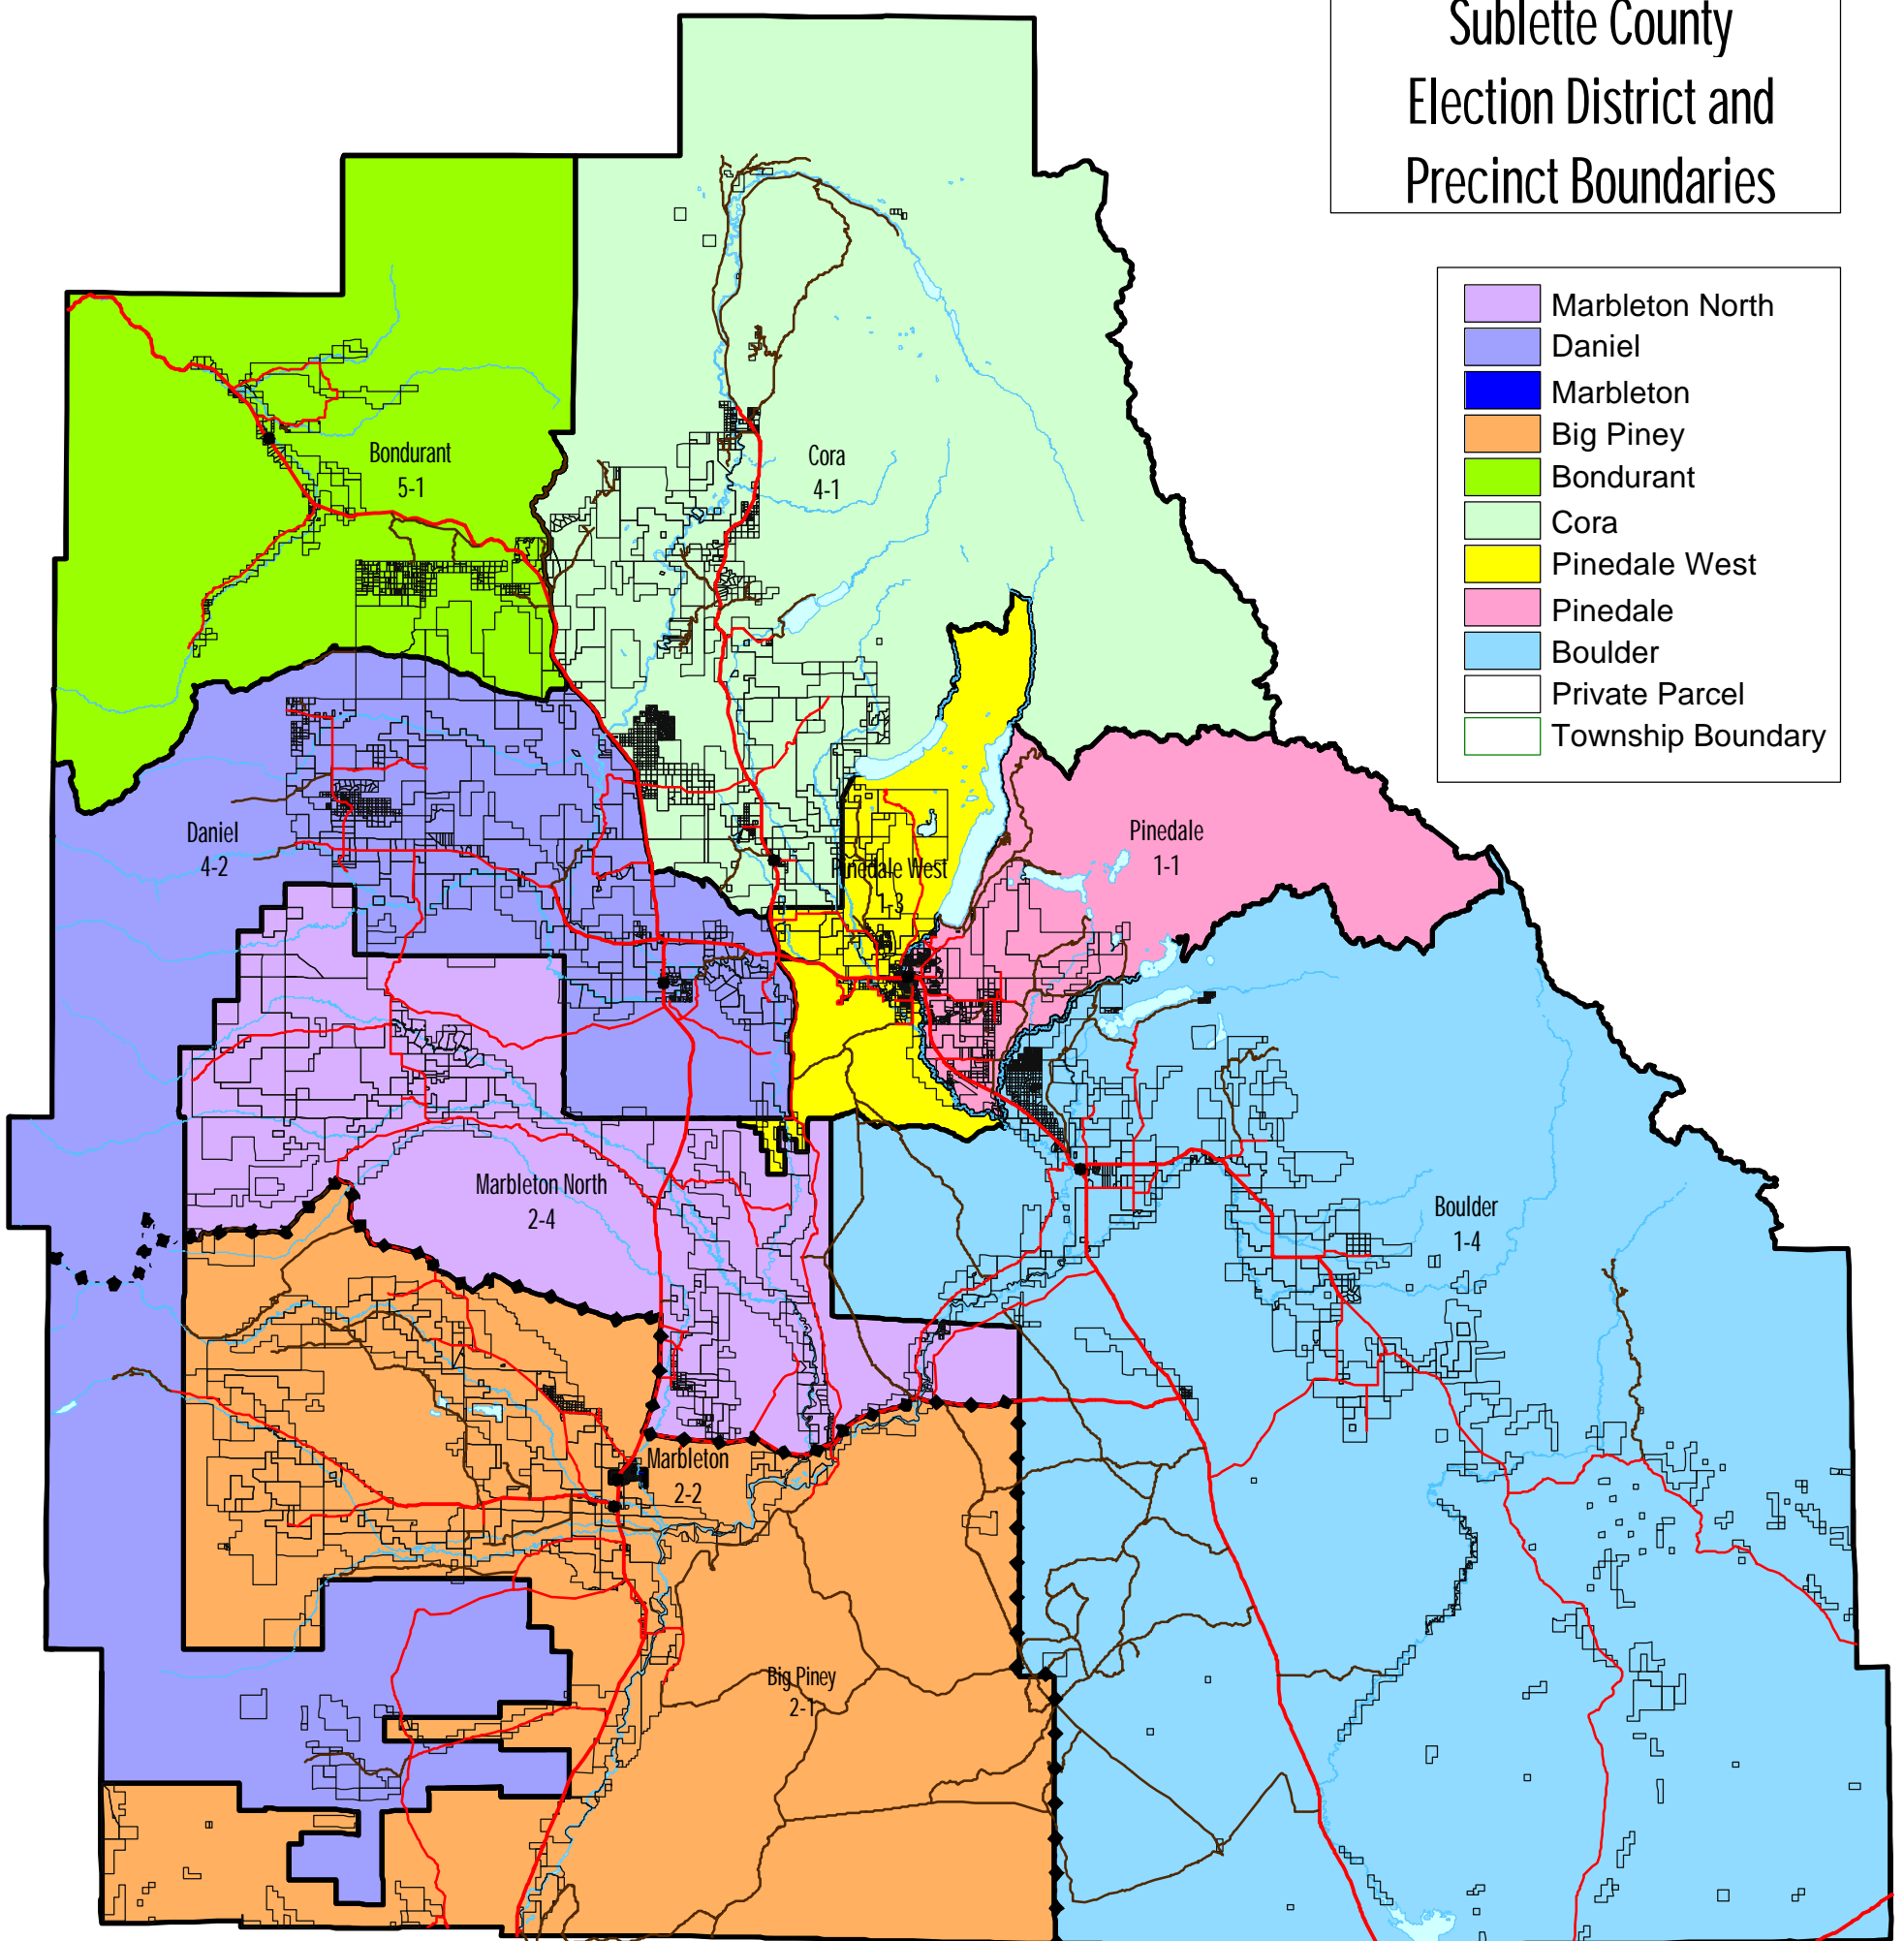 Sublette County
Election District and
Precinct Boundaries
Marbleton North
Daniel
Marbleton
Big Piney
Bondurant
Cora
Pinedale West
Pinedale
Boulder
Private Parcel
Township Boundary
Bondurant
5-1
Cora
4-1
Daniel
4-2
Pinedale West
1-3
Pinedale
1-1
Marbleton North
2-4
Boulder
1-4
Marbleton
2-2
Big Piney
2-1